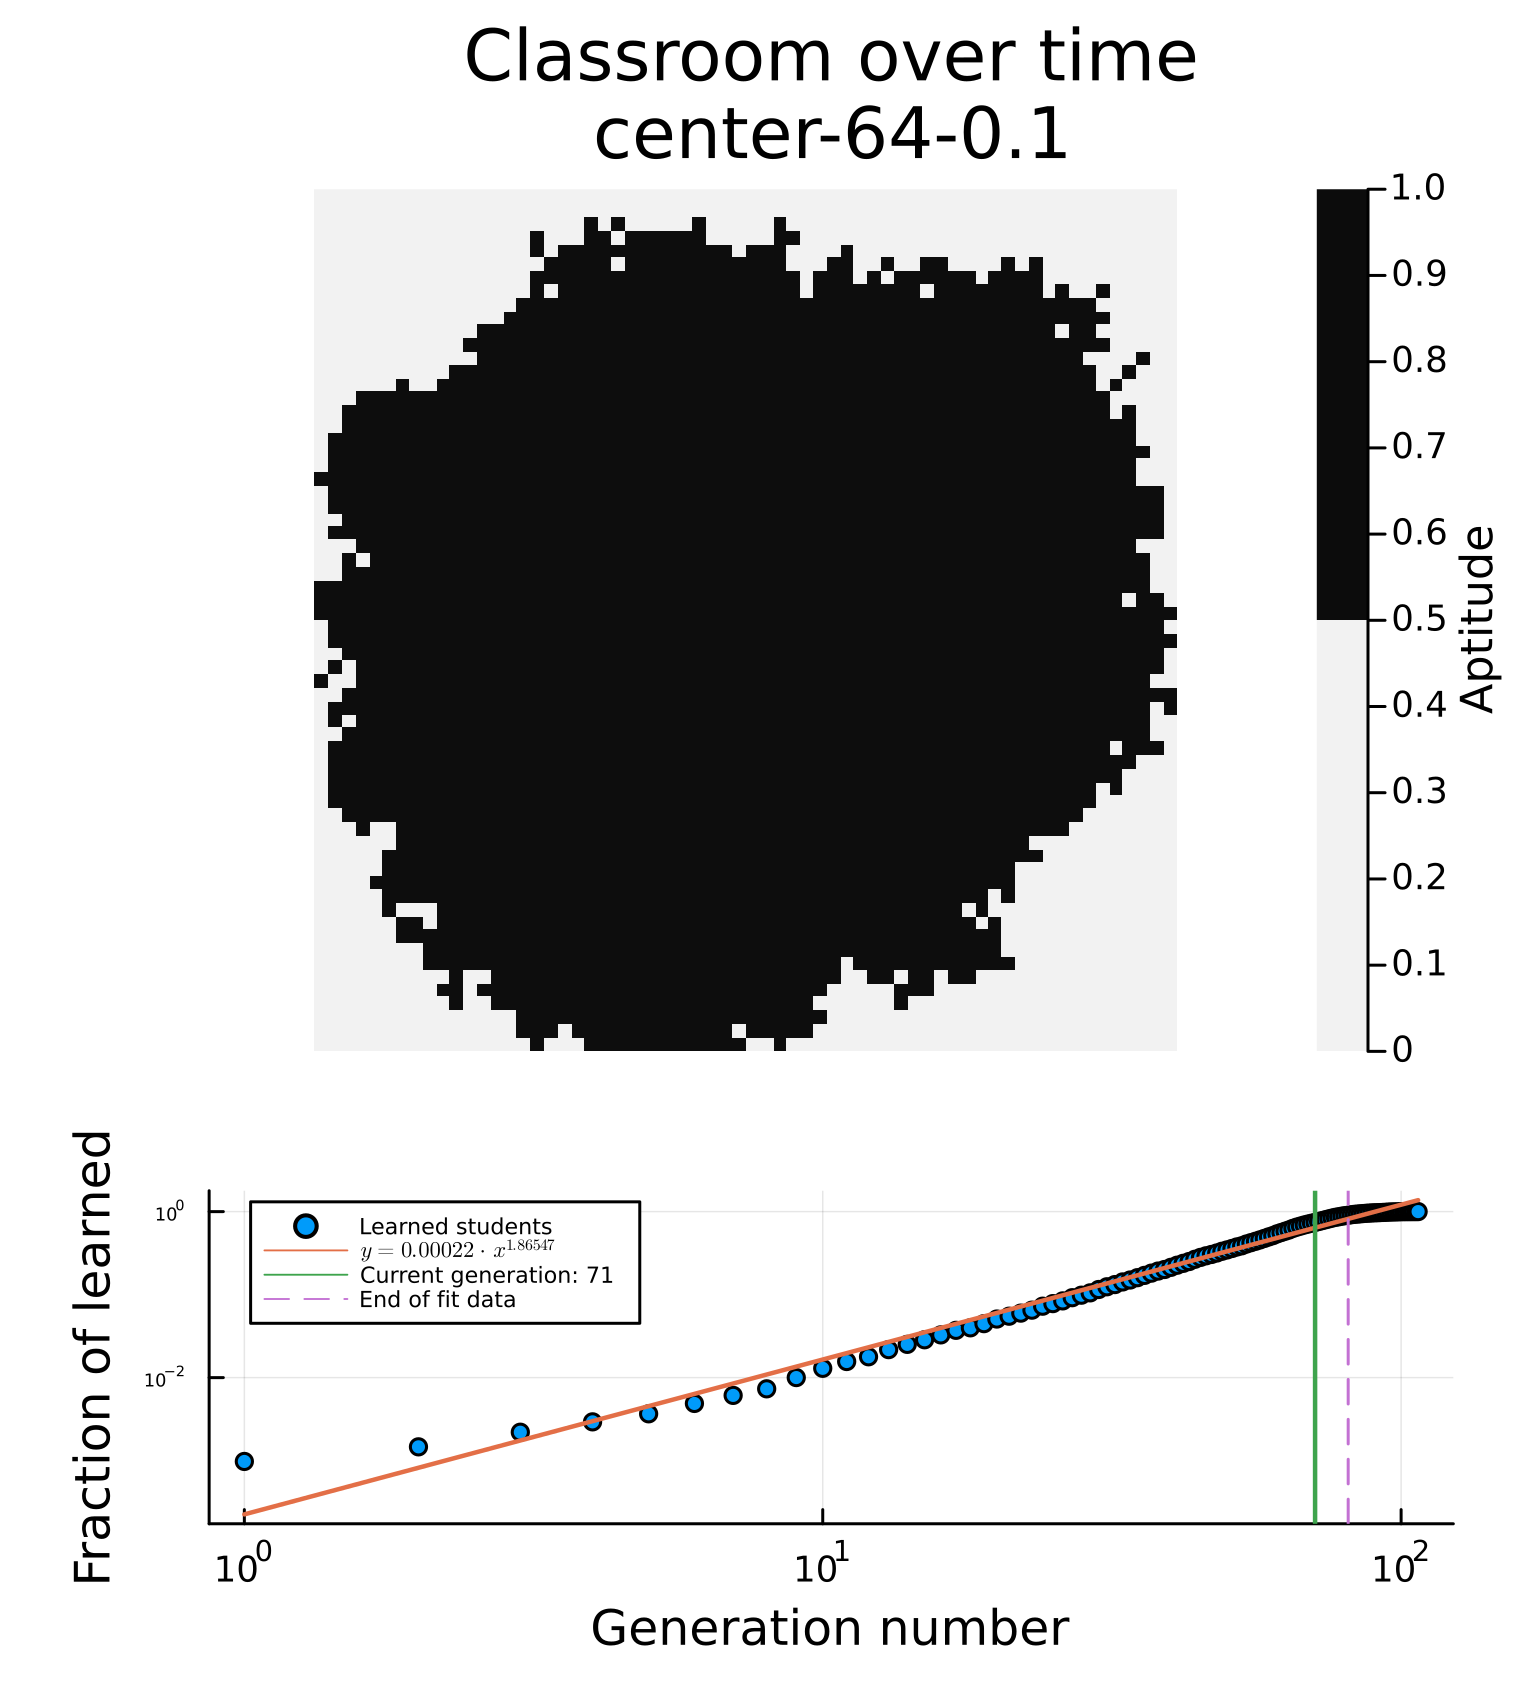 Classroom over time
center-64-0.1
1.0
0.9
0.8
0.7
0.6
0.5
0.4
0.3
0.2
0.1
0
Aptitude
Fraction of learned
10⁰
10⁻²
Learned students
y = 0.00022 · x^1.86547
Current generation: 71
End of fit data
10⁰
10¹
10²
Generation number